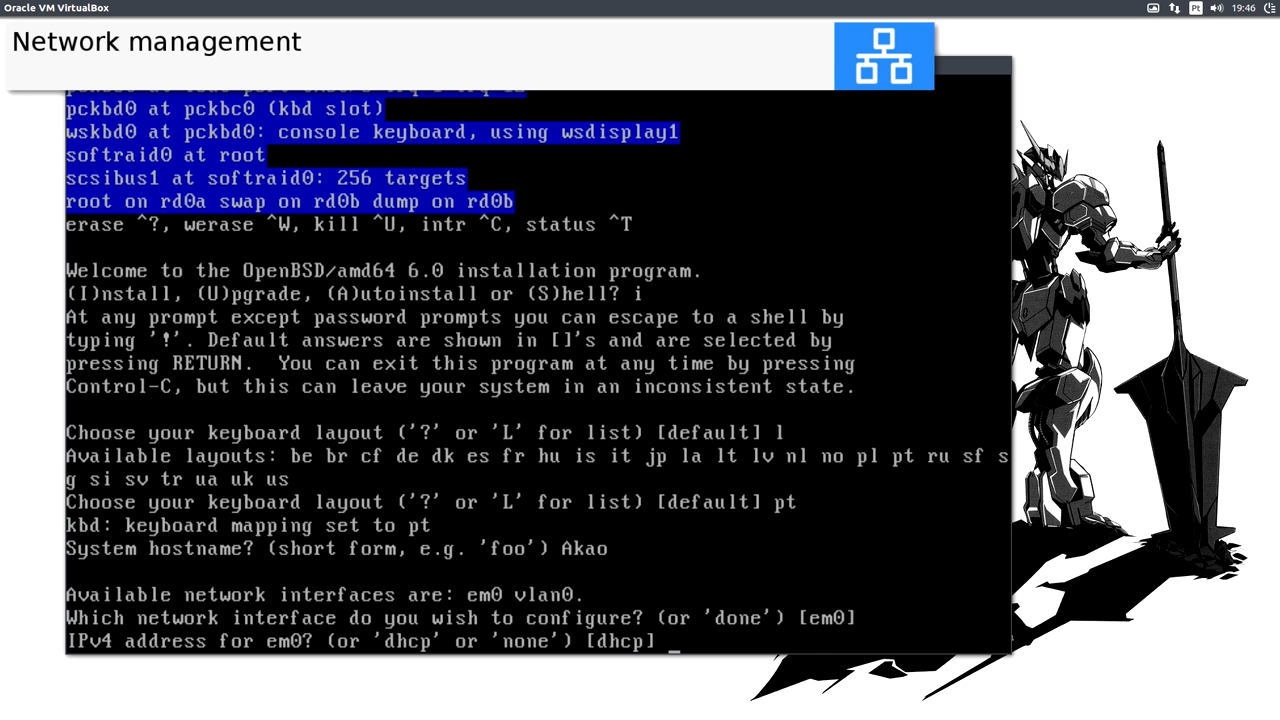 Oracle VM VirtualBox
Pt
19:46
Network management
pckbd0 at pckbc0 (kbd slot)
wskbd0 at pckbd0: console keyboard, using wsdisplay1
softraid0 at root
scsibus1 at softraid0: 256 targets
root on rd0a swap on rd0b dump on rd0b
erase ^?, werase ^W, kill ^U, intr ^C, status ^T
Welcome to the OpenBSD/amd64 6.0 installation program.
(I)nstall, (U)pgrade, (A)utoinstall or (S)hell? i
At any prompt except password prompts you can escape to a shell by
typing '!'. Default answers are shown in []'s and are selected by
pressing RETURN.  You can exit this program at any time by pressing
Control-C, but this can leave your system in an inconsistent state.
Choose your keyboard layout ('?' or 'L' for list) [default] l
Available layouts: be br cf de dk es fr hu is it jp la lt lv nl no pl pt ru sf s
g si sv tr ua uk us
Choose your keyboard layout ('?' or 'L' for list) [default] pt
kbd: keyboard mapping set to pt
System hostname? (short form, e.g. 'foo') Akao
Available network interfaces are: em0 vlan0.
Which network interface do you wish to configure? (or 'done') [em0]
IPv4 address for em0? (or 'dhcp' or 'none') [dhcp] _